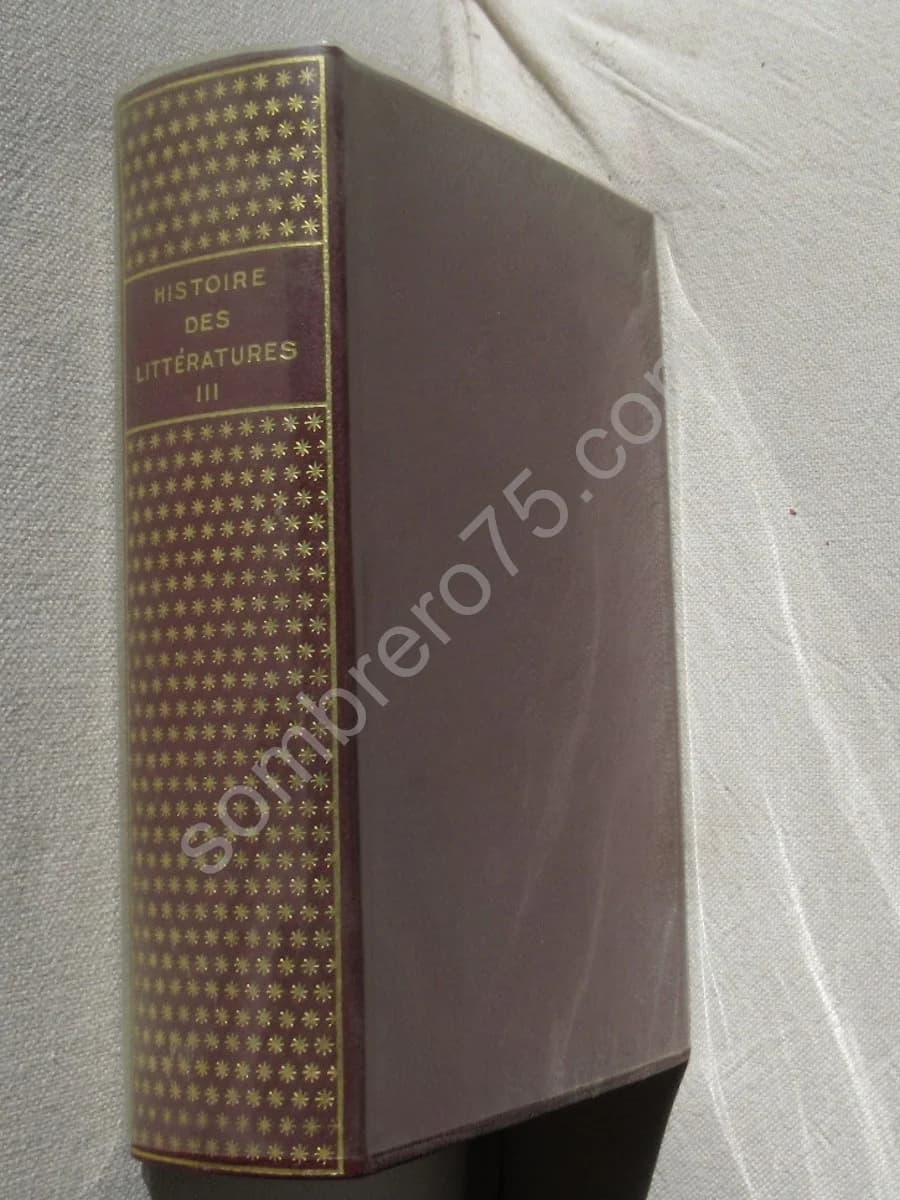 HISTOIRE
DES
LITTÉRATURES
III
sombrero75.com